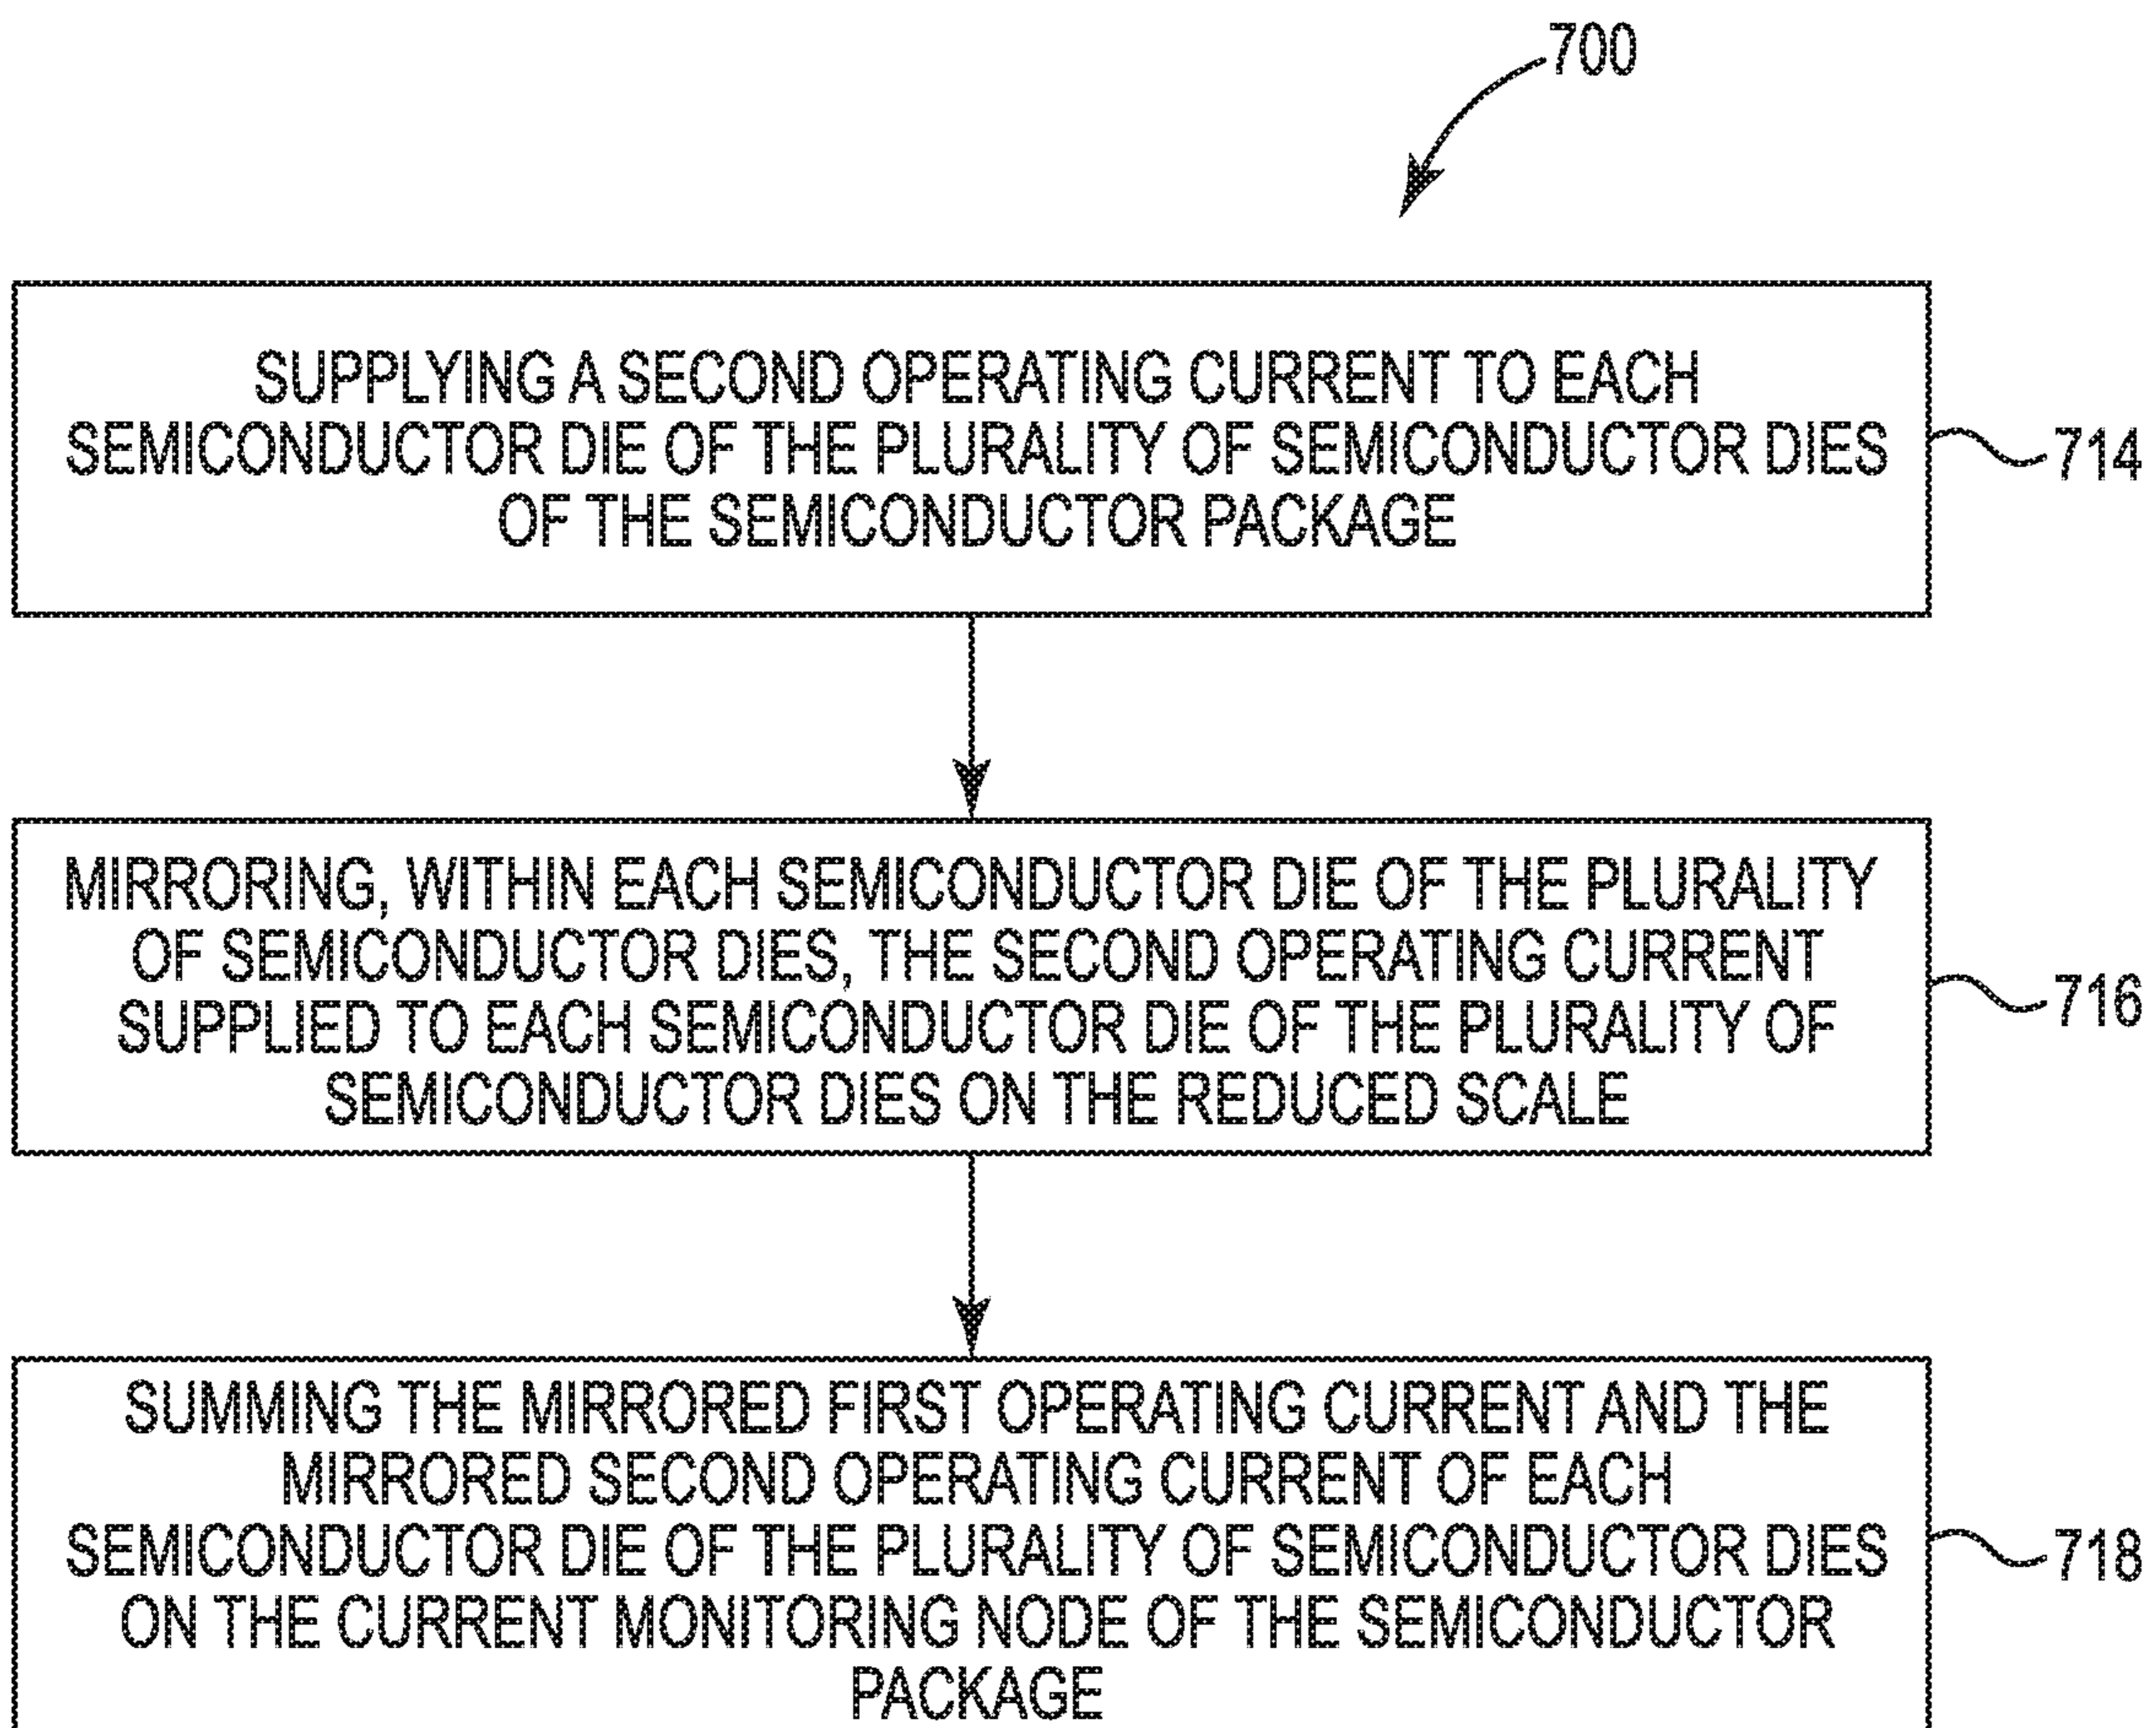 700
SUPPLYING A SECOND OPERATING CURRENT TO EACH
SEMICONDUCTOR DIE OF THE PLURALITY OF SEMICONDUCTOR DIES
OF THE SEMICONDUCTOR PACKAGE
714
MIRRORING, WITHIN EACH SEMICONDUCTOR DIE OF THE PLURALITY
OF SEMICONDUCTOR DIES, THE SECOND OPERATING CURRENT
SUPPLIED TO EACH SEMICONDUCTOR DIE OF THE PLURALITY OF
SEMICONDUCTOR DIES ON THE REDUCED SCALE
716
SUMMING THE MIRRORED FIRST OPERATING CURRENT AND THE
MIRRORED SECOND OPERATING CURRENT OF EACH
SEMICONDUCTOR DIE OF THE PLURALITY OF SEMICONDUCTOR DIES
ON THE CURRENT MONITORING NODE OF THE SEMICONDUCTOR
PACKAGE
718